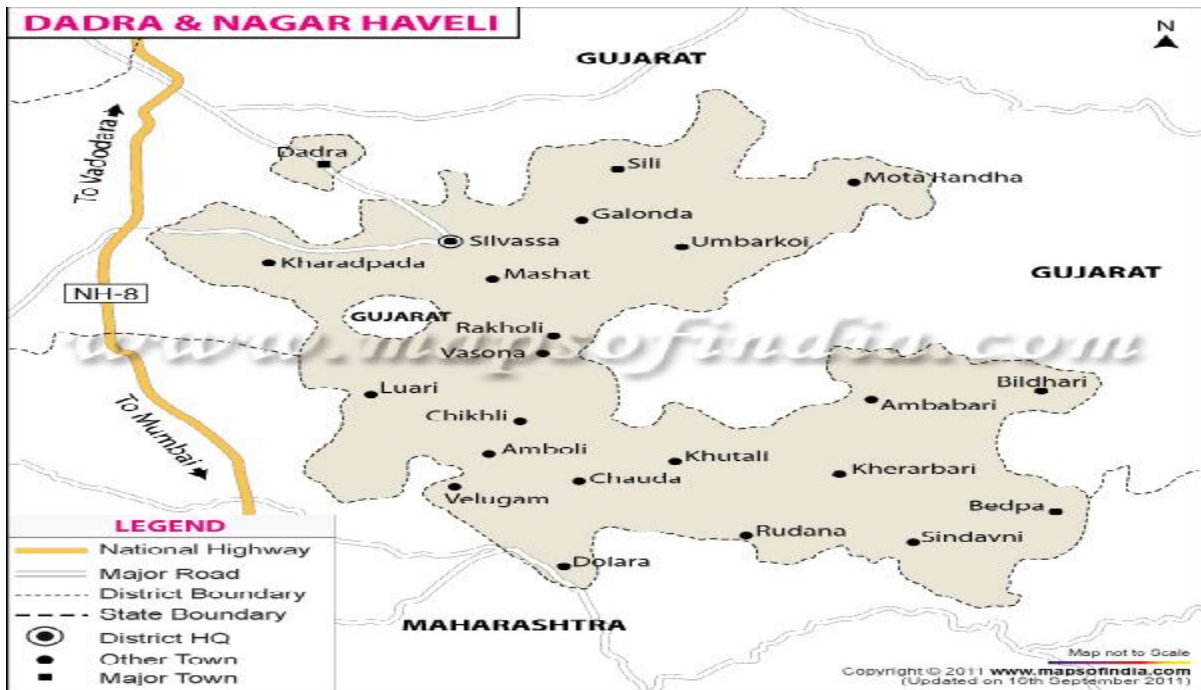 DADRA & NAGAR HAVELI
N
GUJARAT
To Vadodara
Dadra
Sili
Mota Randha
Galonda
Silvassa
Umbarkoi
Kharadpada
Mashat
GUJARAT
NH-8
GUJARAT
Rakholi
www.mapsofindia.com
Vasona
Luari
Bildhari
Ambabari
Chikhli
To Mumbai
Amboli
Khutali
Kherarbari
Chauda
Velugam
Bedpa
Rudana
Sindavni
Dolara
MAHARASHTRA
LEGEND
National Highway
Major Road
District Boundary
State Boundary
District HQ
Other Town
Major Town
Map not to Scale
Copyright © 2011 www.mapsofindia.com
(Updated on 10th September 2011)